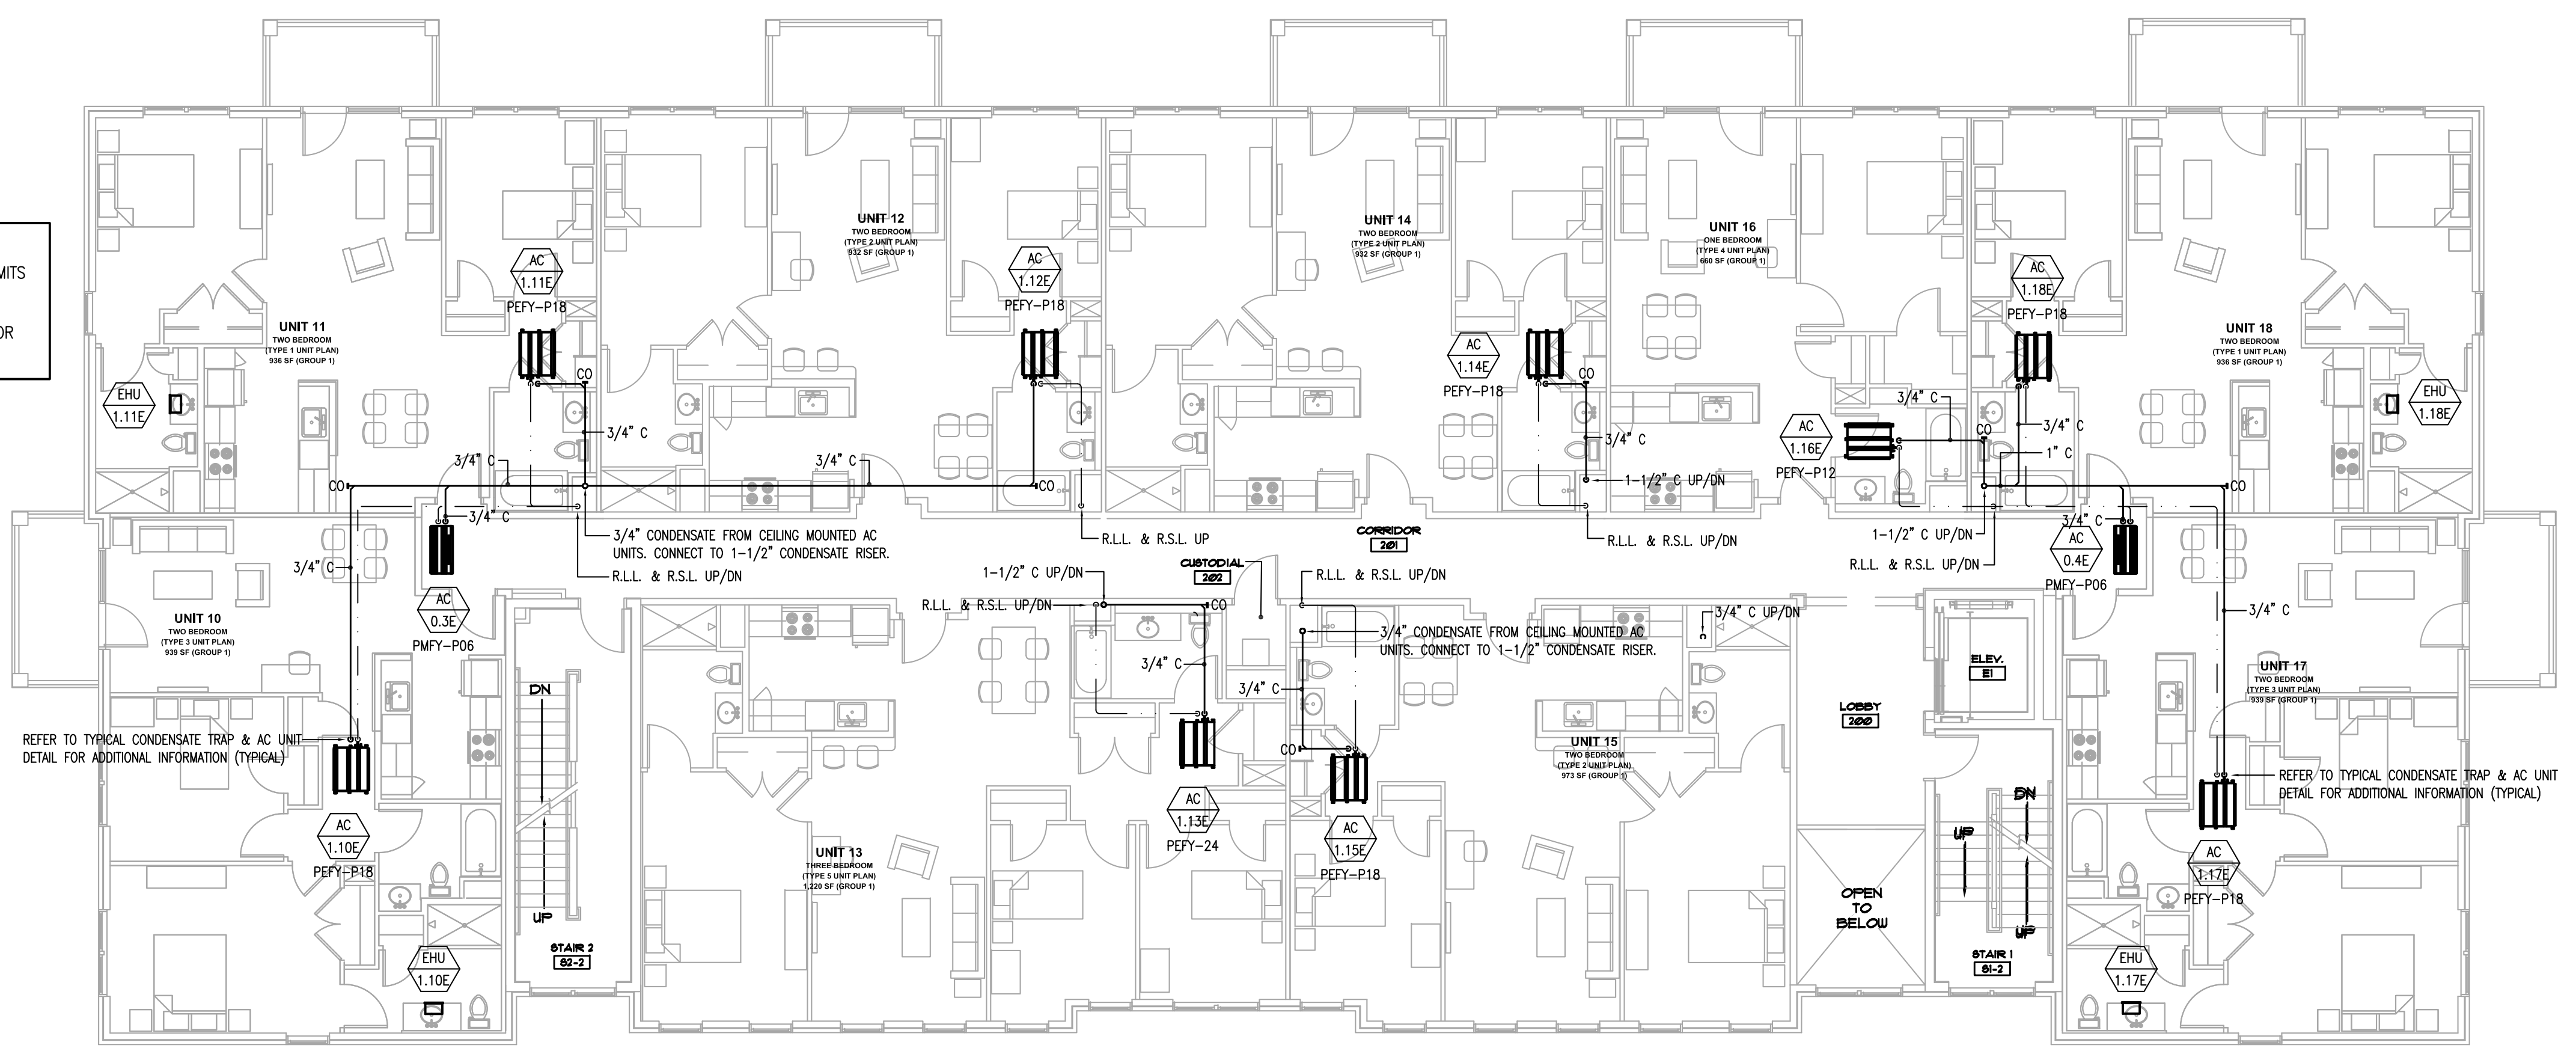 MITS
OR
UNIT 11
TWO BEDROOM
(TYPE 1 UNIT PLAN)
936 SF (GROUP 1)
EHU
1.11E
AC
1.11E
PEFY-P18
CO
3/4" C
3/4" C
CO
3/4" C
3/4" CONDENSATE FROM CEILING MOUNTED AC
UNITS. CONNECT TO 1-1/2" CONDENSATE RISER.
R.L.L. & R.S.L. UP/DN
UNIT 12
TWO BEDROOM
(TYPE 2 UNIT PLAN)
932 SF (GROUP 1)
AC
1.12E
PEFY-P18
3/4" C
CO
R.L.L. & R.S.L. UP
UNIT 14
TWO BEDROOM
(TYPE 2 UNIT PLAN)
932 SF (GROUP 1)
AC
1.14E
PEFY-P18
CO
3/4" C
1-1/2" C UP/DN
R.L.L. & R.S.L. UP/DN
UNIT 16
ONE BEDROOM
(TYPE 4 UNIT PLAN)
660 SF (GROUP 1)
AC
1.16E
PEFY-P12
3/4" C
CO
AC
1.18E
PEFY-P18
3/4" C
1" C
CO
1-1/2" C UP/DN
R.L.L. & R.S.L. UP/DN
3/4" C
AC
0.4E
PMFY-P06
UNIT 18
TWO BEDROOM
(TYPE 1 UNIT PLAN)
936 SF (GROUP 1)
EHU
1.18E
CORRIDOR
201
CUSTODIAL
202
3/4" C
AC
0.3E
PMFY-P06
UNIT 10
TWO BEDROOM
(TYPE 3 UNIT PLAN)
939 SF (GROUP 1)
REFER TO TYPICAL CONDENSATE TRAP & AC UNIT
DETAIL FOR ADDITIONAL INFORMATION (TYPICAL)
AC
1.10E
PEFY-P18
EHU
1.10E
DN
UP
STAIR 2
S2-2
1-1/2" C UP/DN
R.L.L. & R.S.L. UP/DN
CO
3/4" C
UNIT 13
THREE BEDROOM
(TYPE 5 UNIT PLAN)
1,220 SF (GROUP 1)
AC
1.13E
PEFY-24
R.L.L. & R.S.L. UP/DN
3/4" CONDENSATE FROM CEILING MOUNTED AC
UNITS. CONNECT TO 1-1/2" CONDENSATE RISER.
3/4" C UP/DN
3/4" C
CO
AC
1.15E
PEFY-P18
UNIT 15
TWO BEDROOM
(TYPE 2 UNIT PLAN)
973 SF (GROUP 1)
LOBBY
200
ELEV.
E1
OPEN
TO
BELOW
DN
UP
UP
STAIR 1
S1-2
3/4" C
UNIT 17
TWO BEDROOM
(TYPE 3 UNIT PLAN)
939 SF (GROUP 1)
REFER TO TYPICAL CONDENSATE TRAP & AC UNIT
DETAIL FOR ADDITIONAL INFORMATION (TYPICAL)
AC
1.17E
PEFY-P18
EHU
1.17E